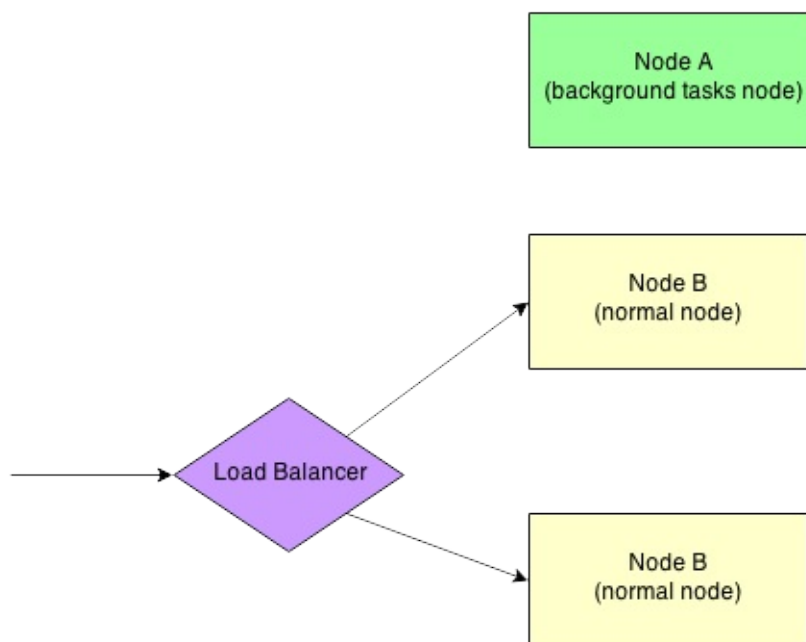 Node A
(background tasks node)
Node B
(normal node)
Load Balancer
Node B
(normal node)